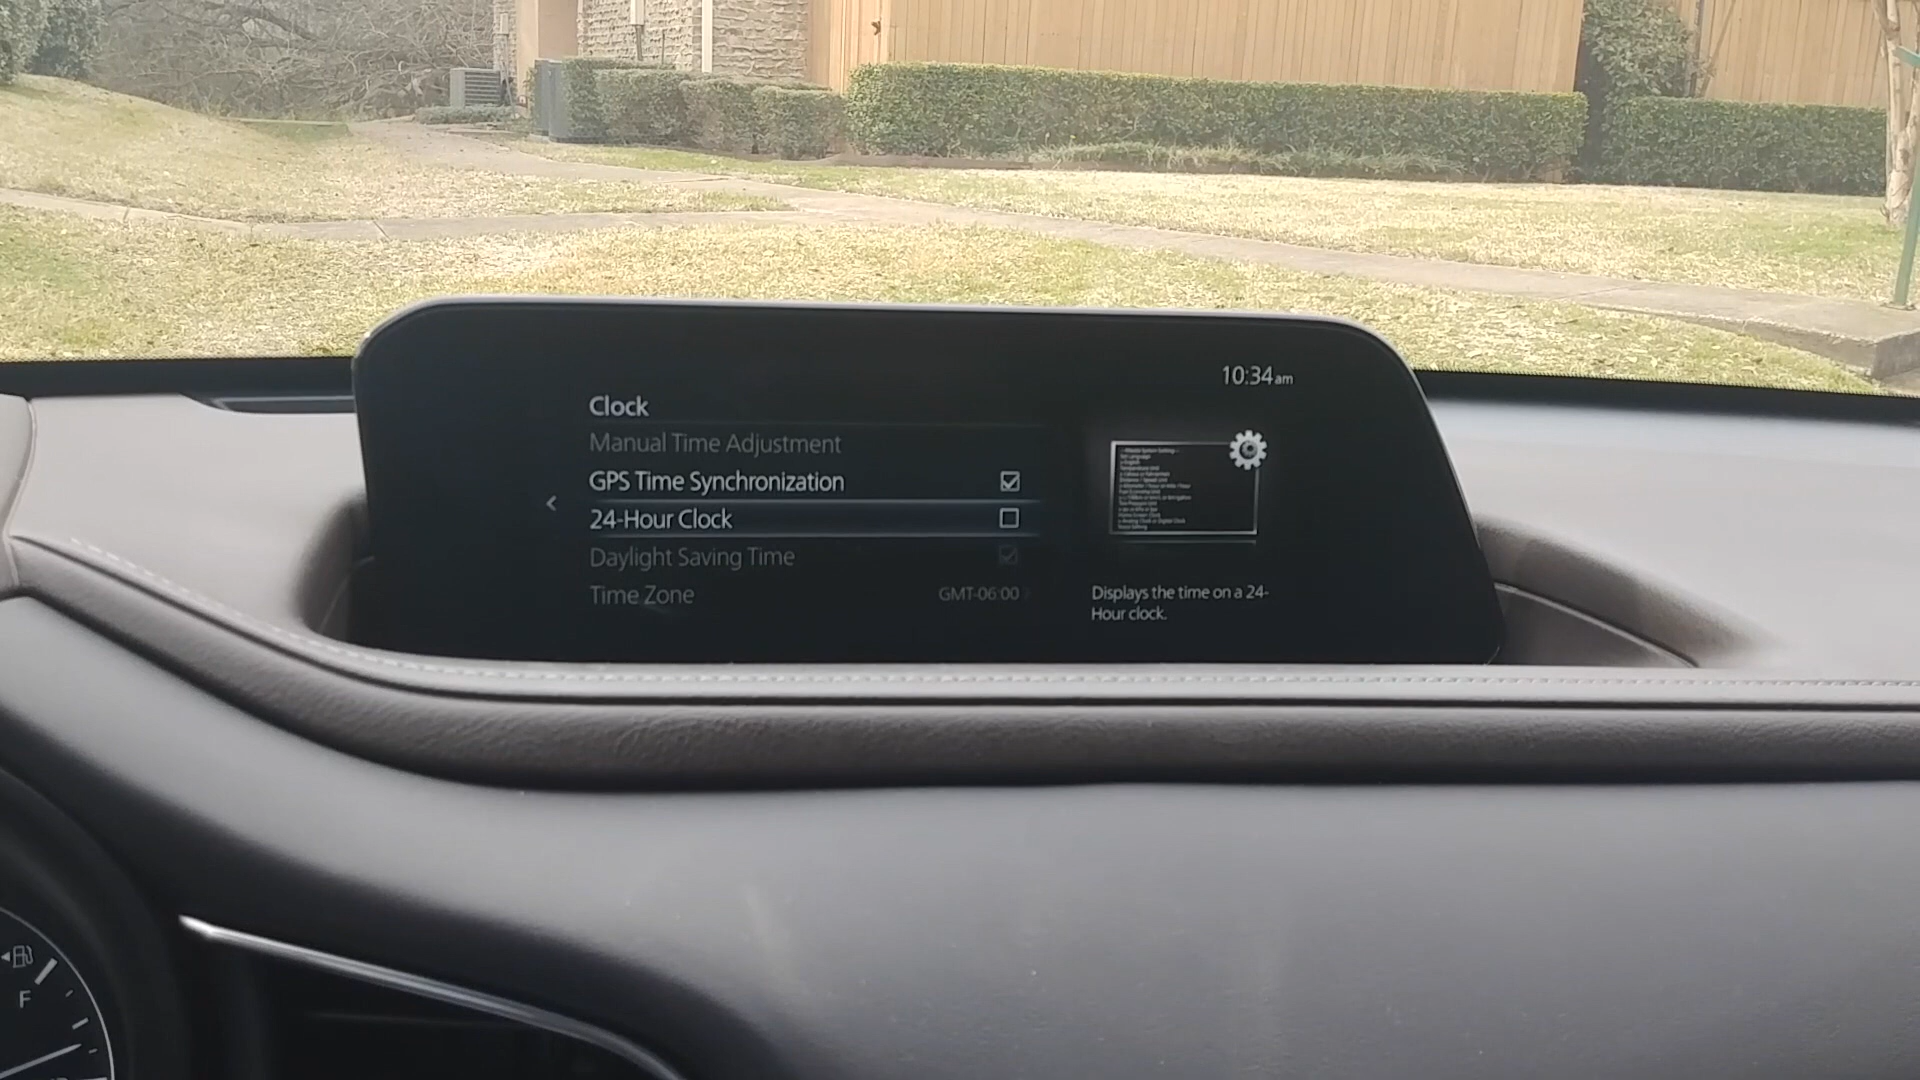 10:34am
Clock
Manual Time Adjustment
GPS Time Synchronization
24-Hour Clock
Daylight Saving Time
Time Zone GMT-06:00
Displays the time on a 24-
Hour clock.
F